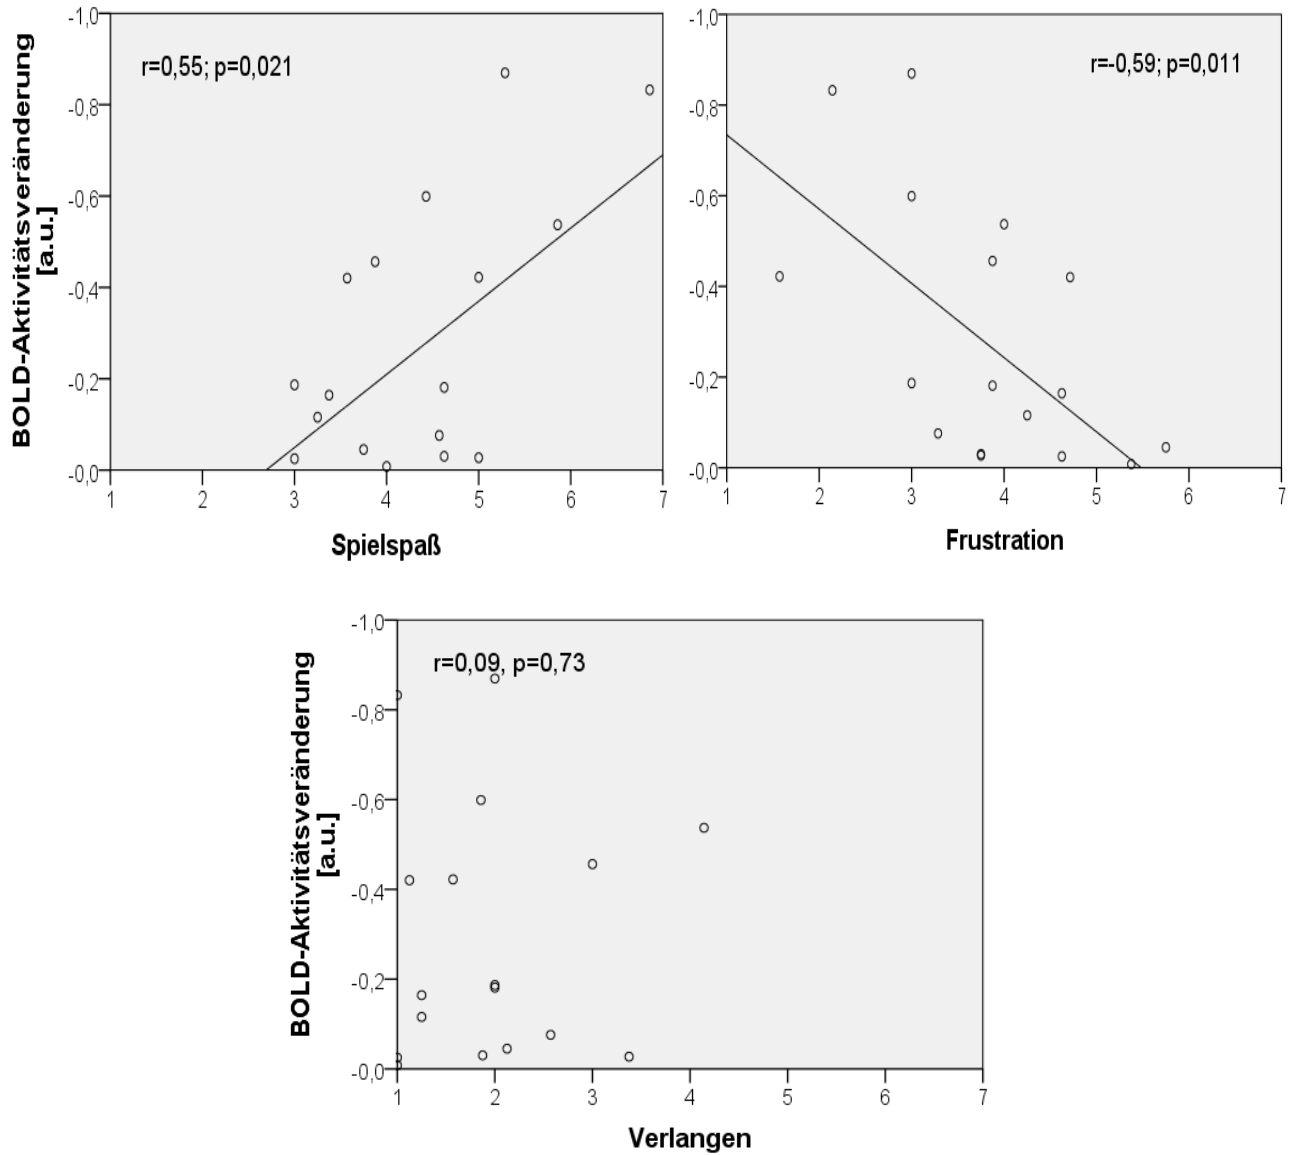 BOLD-Aktivitätsveränderung
[a.u.]
-1,0
-0,8
-0,6
-0,4
-0,2
-0,0
r=0,55; p=0,021
1 2 3 4 5 6 7
Spielspaß
-1,0
-0,8
-0,6
-0,4
-0,2
-0,0
r=-0,59; p=0,011
1 2 3 4 5 6 7
Frustration
BOLD-Aktivitätsveränderung
[a.u.]
-1,0
-0,8
-0,6
-0,4
-0,2
-0,0
r=0,09, p=0,73
1 2 3 4 5 6 7
Verlangen